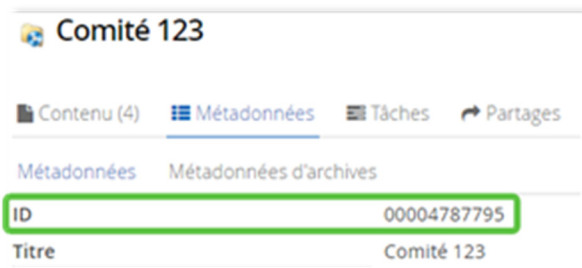 Comité 123
Contenu (4) Métadonnées Tâches Partages
Métadonnées Métadonnées d'archives
ID 00004787795
Titre Comité 123